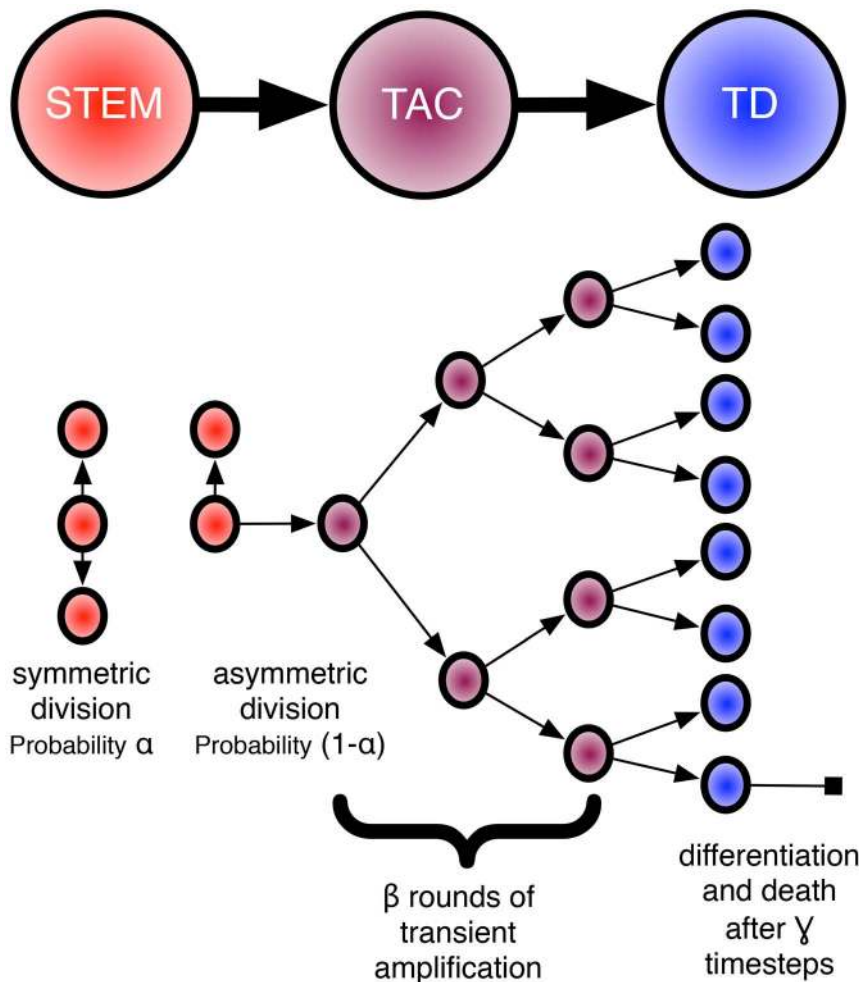 STEM
TAC
TD
symmetric
division
Probability α
asymmetric
division
Probability (1-α)
β rounds of
transient
amplification
differentiation
and death
after Ɣ
timesteps